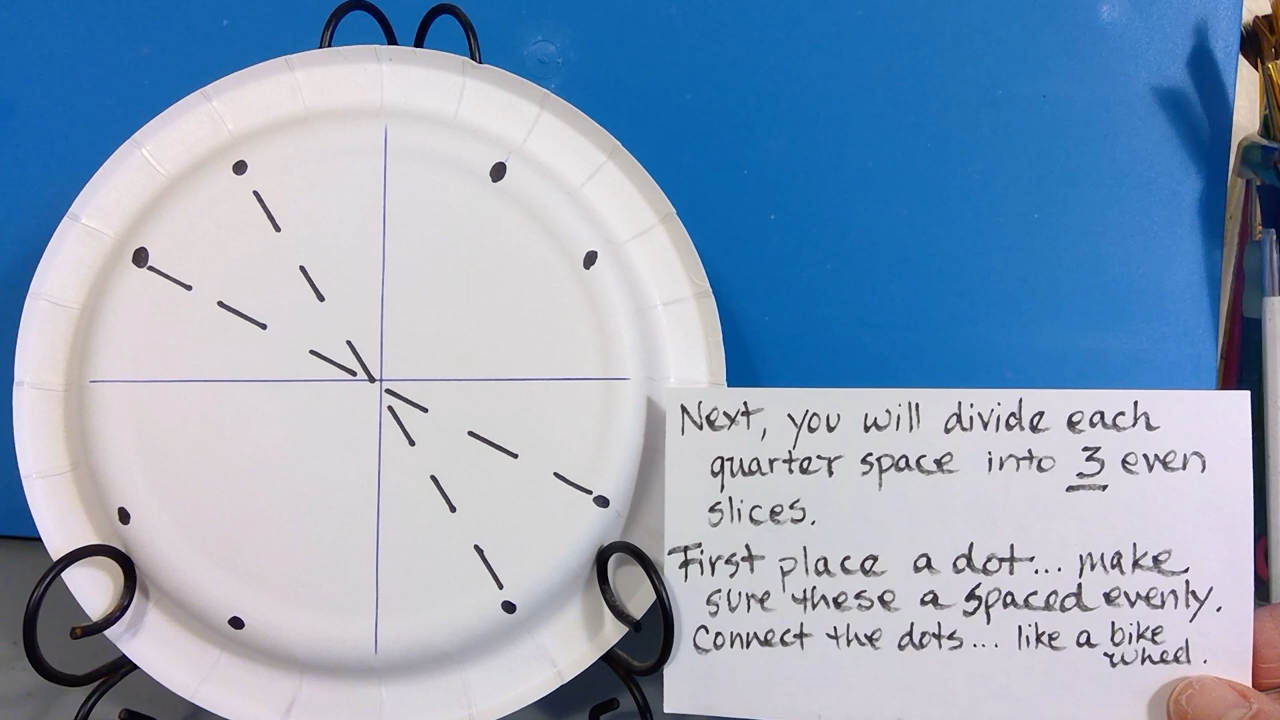 Next, you will divide each
quarter space into 3 even
slices.
First place a dot... make
sure these a spaced evenly.
Connect the dots... like a bike
wheel.